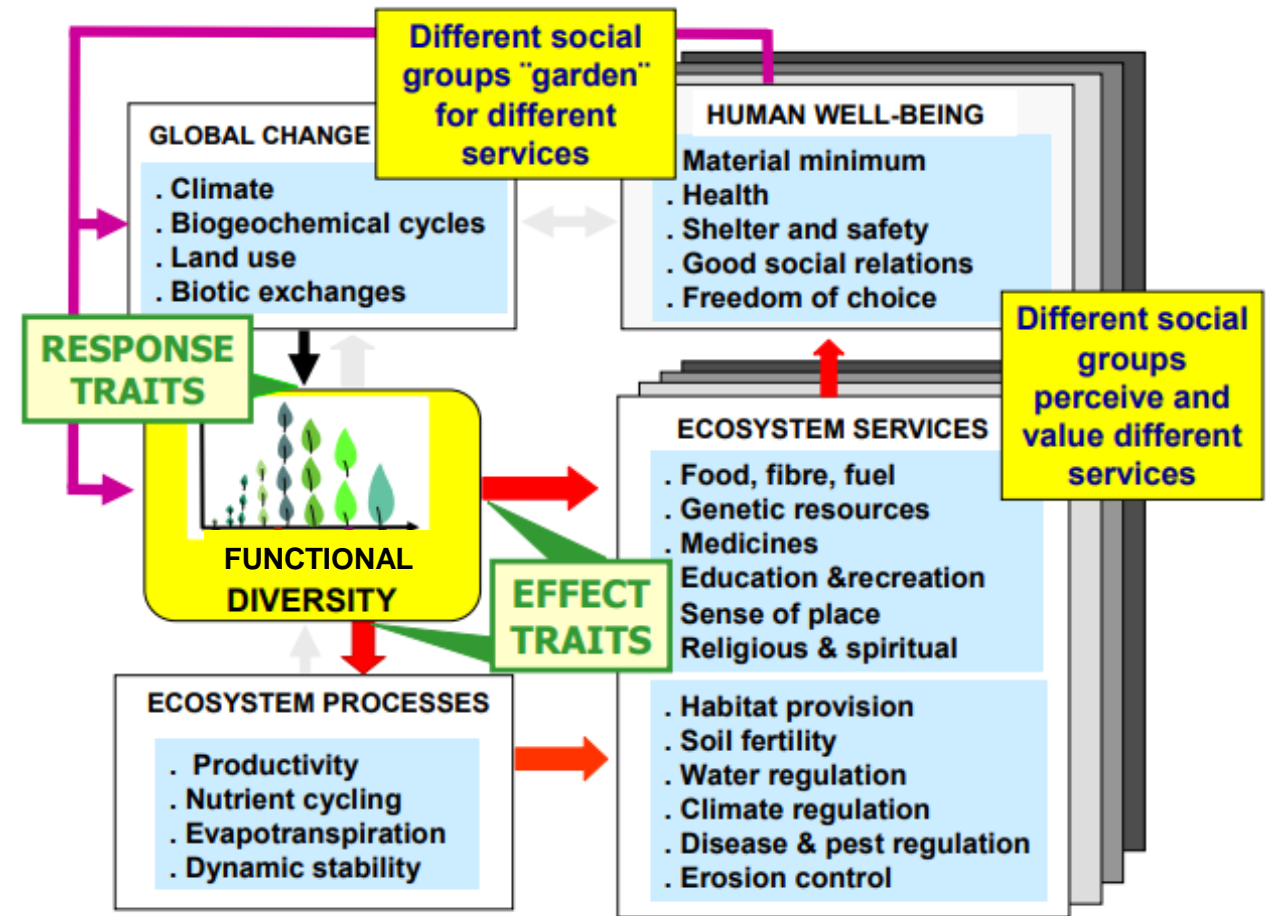 Different social
groups ¨garden¨
for different
services
GLOBAL CHANGE
. Climate
. Biogeochemical cycles
. Land use
. Biotic exchanges
HUMAN WELL-BEING
Material minimum
. Health
. Shelter and safety
. Good social relations
. Freedom of choice
Different social
groups
perceive and
value different
services
RESPONSE
TRAITS
FUNCTIONAL
DIVERSITY
EFFECT
TRAITS
ECOSYSTEM SERVICES
. Food, fibre, fuel
. Genetic resources
. Medicines
Education &recreation
Sense of place
Religious & spiritual
. Habitat provision
. Soil fertility
. Water regulation
. Climate regulation
. Disease & pest regulation
. Erosion control
ECOSYSTEM PROCESSES
. Productivity
. Nutrient cycling
. Evapotranspiration
. Dynamic stability